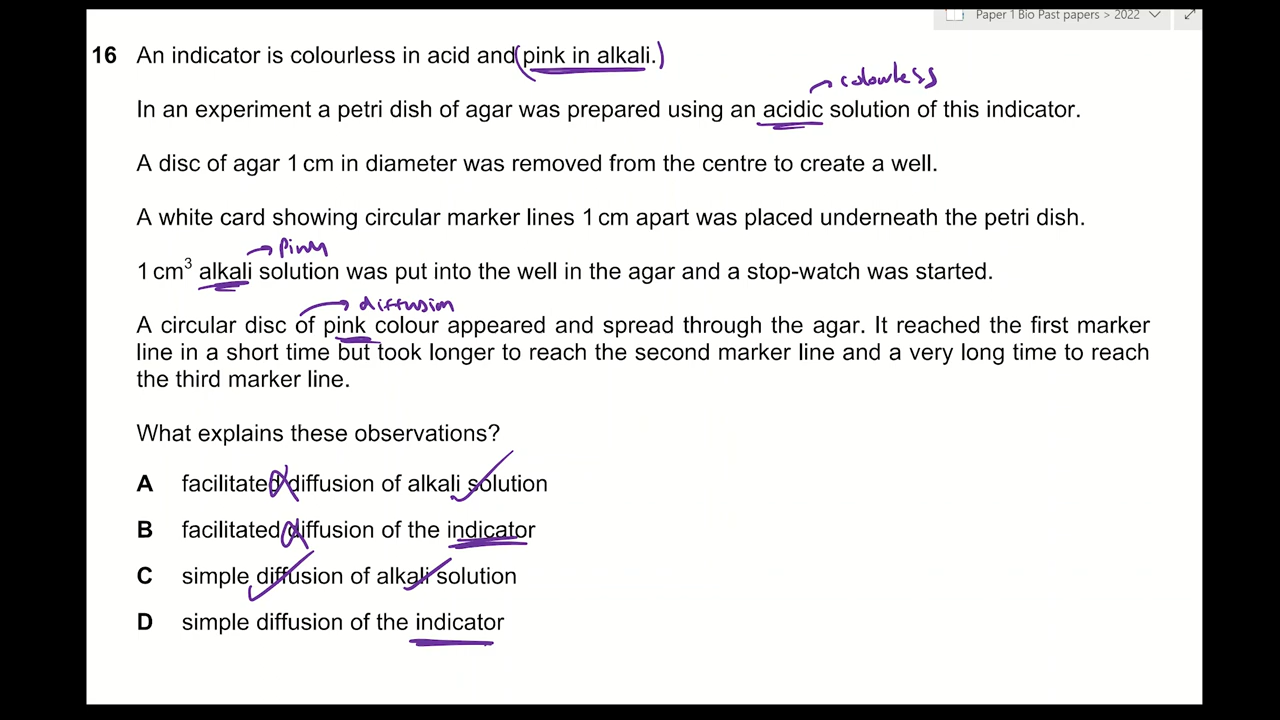 Paper 1 Bio Past papers > 2022
16 An indicator is colourless in acid and (pink in alkali.)
colourless
In an experiment a petri dish of agar was prepared using an acidic solution of this indicator.
A disc of agar 1 cm in diameter was removed from the centre to create a well.
A white card showing circular marker lines 1 cm apart was placed underneath the petri dish.
Pink
1 cm³ alkali solution was put into the well in the agar and a stop-watch was started.
diffusion
A circular disc of pink colour appeared and spread through the agar. It reached the first marker
line in a short time but took longer to reach the second marker line and a very long time to reach
the third marker line.
What explains these observations?
A facilitated diffusion of alkali solution
B facilitated diffusion of the indicator
C simple diffusion of alkali solution
D simple diffusion of the indicator